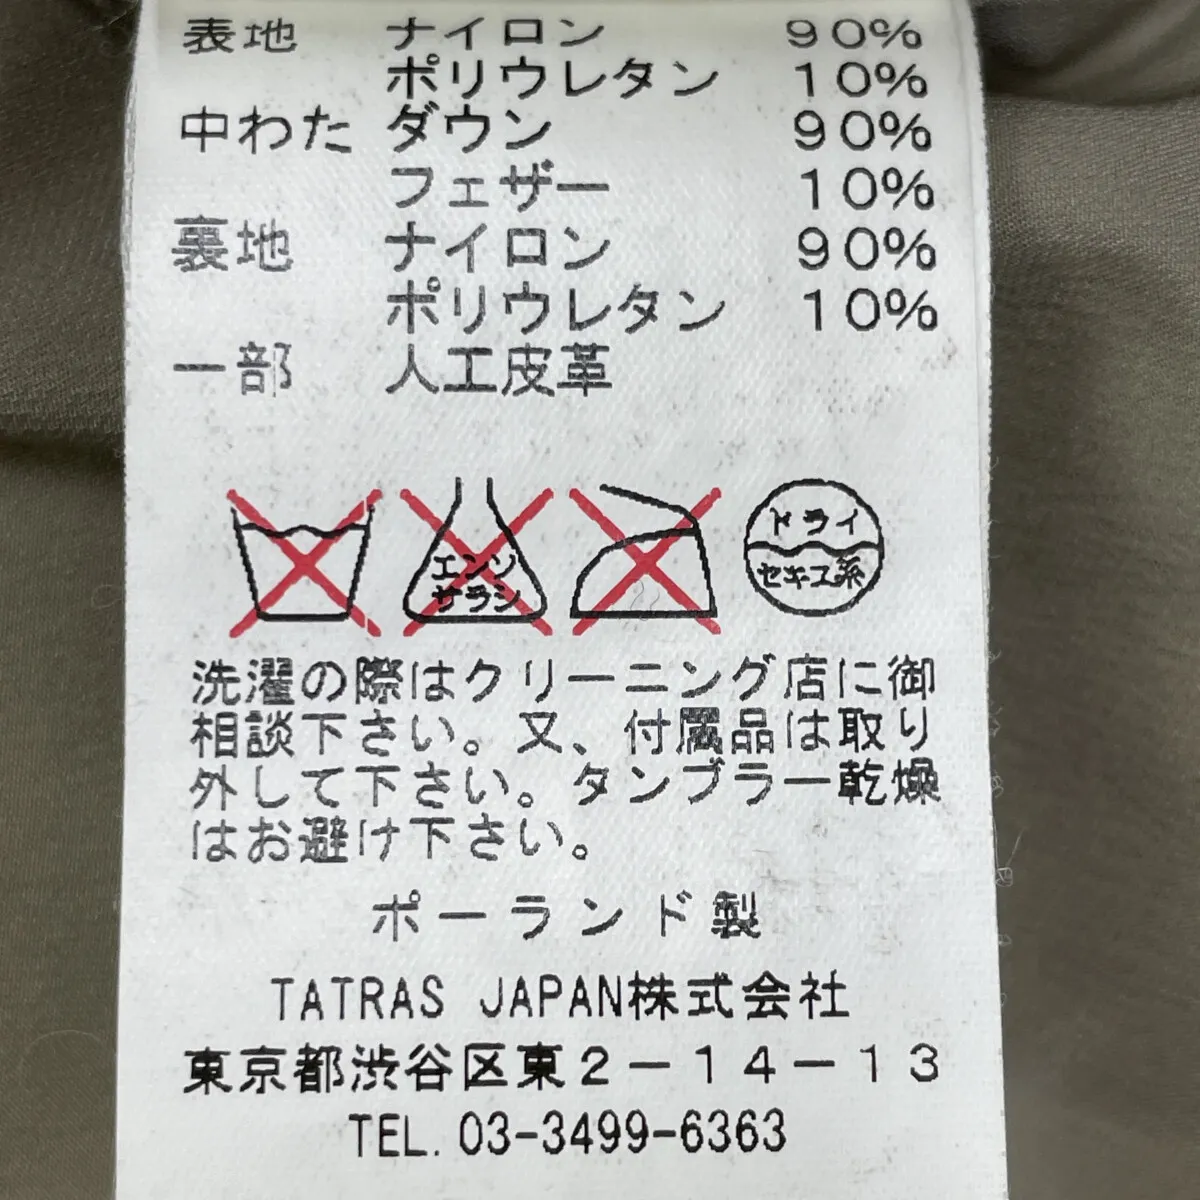 表地 ナイロン 90%
ポリウレタン 10%
中わた ダウン 90%
フェザー 10%
裏地 ナイロン 90%
ポリウレタン 10%
一部 人工皮革
エンソ
サラシ
ドライ
セキユ系
洗濯の際はクリーニング店に御
相談下さい。又、付属品は取り
外して下さい。タンブラー乾燥
はお避け下さい。
ポーランド製
TATRAS JAPAN株式会社
東京都渋谷区東2-14-13
TEL. 03-3499-6363